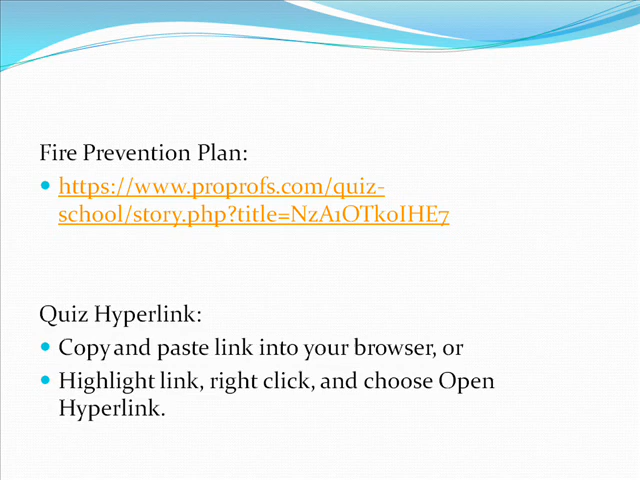 Fire Prevention Plan:
https://www.proprofs.com/quiz-
school/story.php?title=NzA1OTk0IHE7
Quiz Hyperlink:
Copy and paste link into your browser, or
Highlight link, right click, and choose Open
Hyperlink.